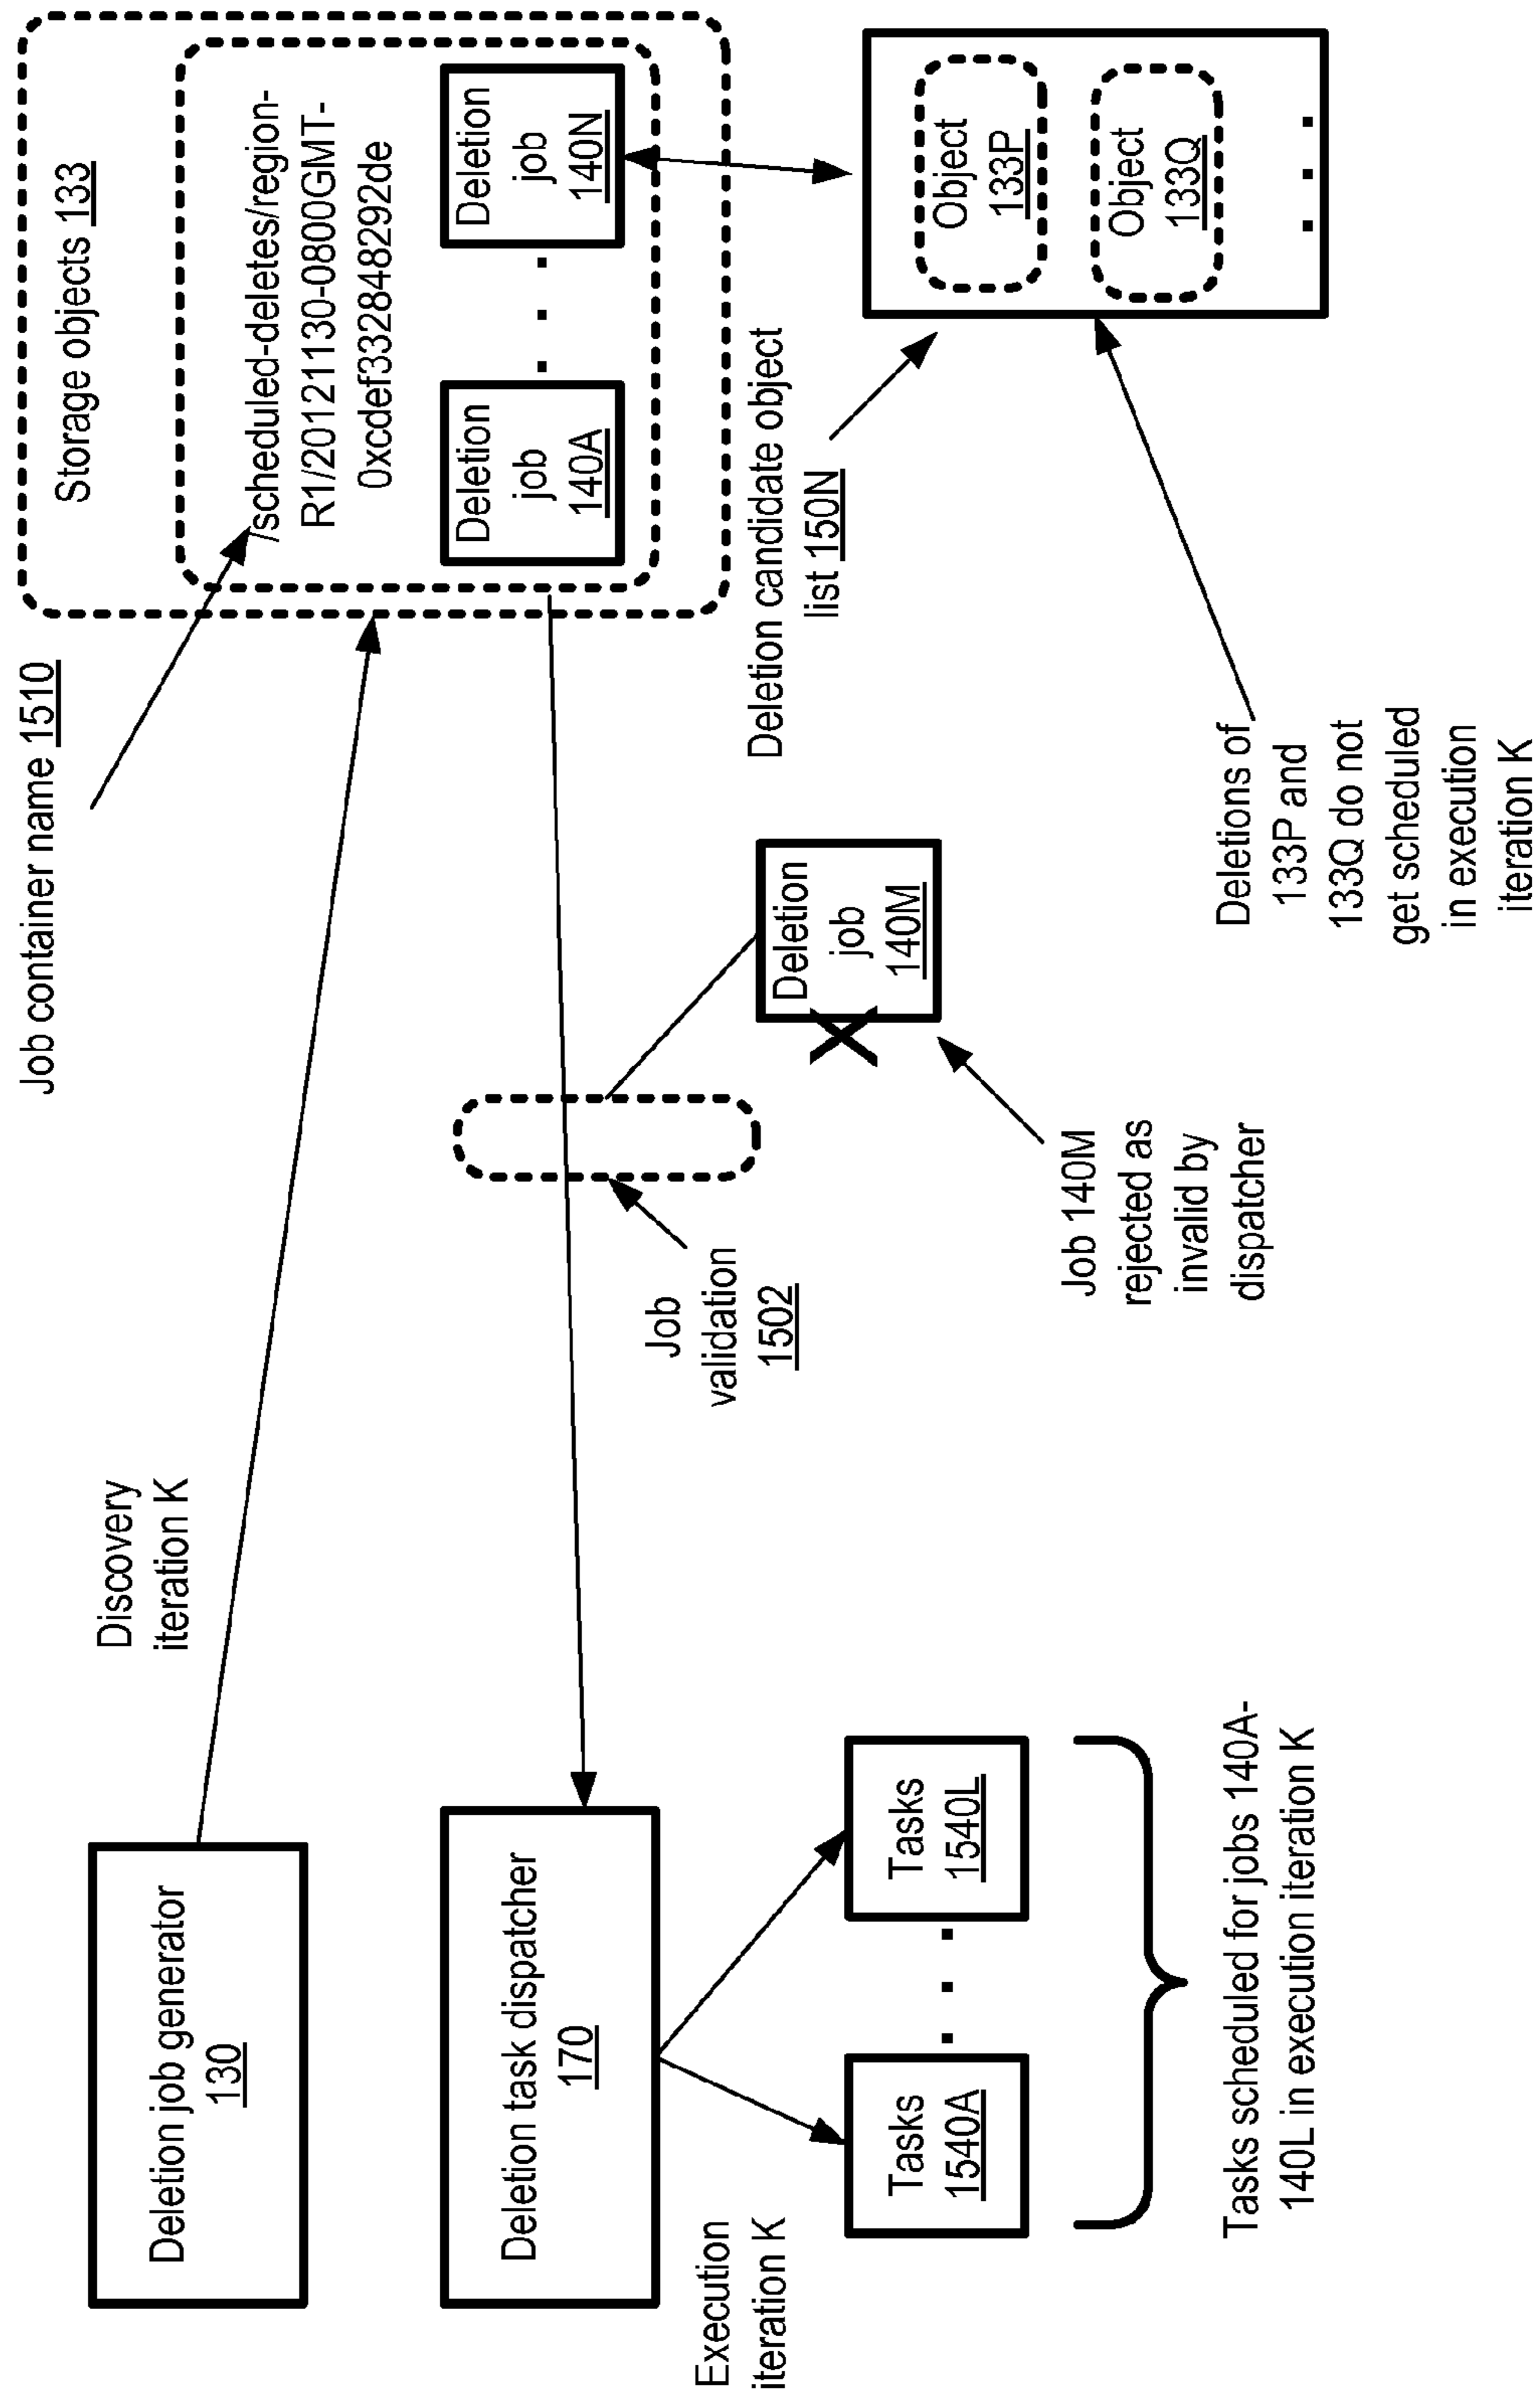 Deletion job generator
130
Discovery
iteration K
Job container name 1510
Storage objects 133
/scheduled-deletes/region-
R1/20121130-0800GMT-
0xcdef332848292de
Deletion
job
140A
. . .
Deletion
job
140N
Deletion task dispatcher
170
Job
validation
1502
Deletion
job
140M
X
Job 140M
rejected as
invalid by
dispatcher
Deletion candidate object
list 150N
Object
133P
Object
133Q
. . .
Deletions of
133P and
133Q do not
get scheduled
in execution
iteration K
Execution
iteration K
Tasks
1540A
. . .
Tasks
1540L
Tasks scheduled for jobs 140A-
140L in execution iteration K